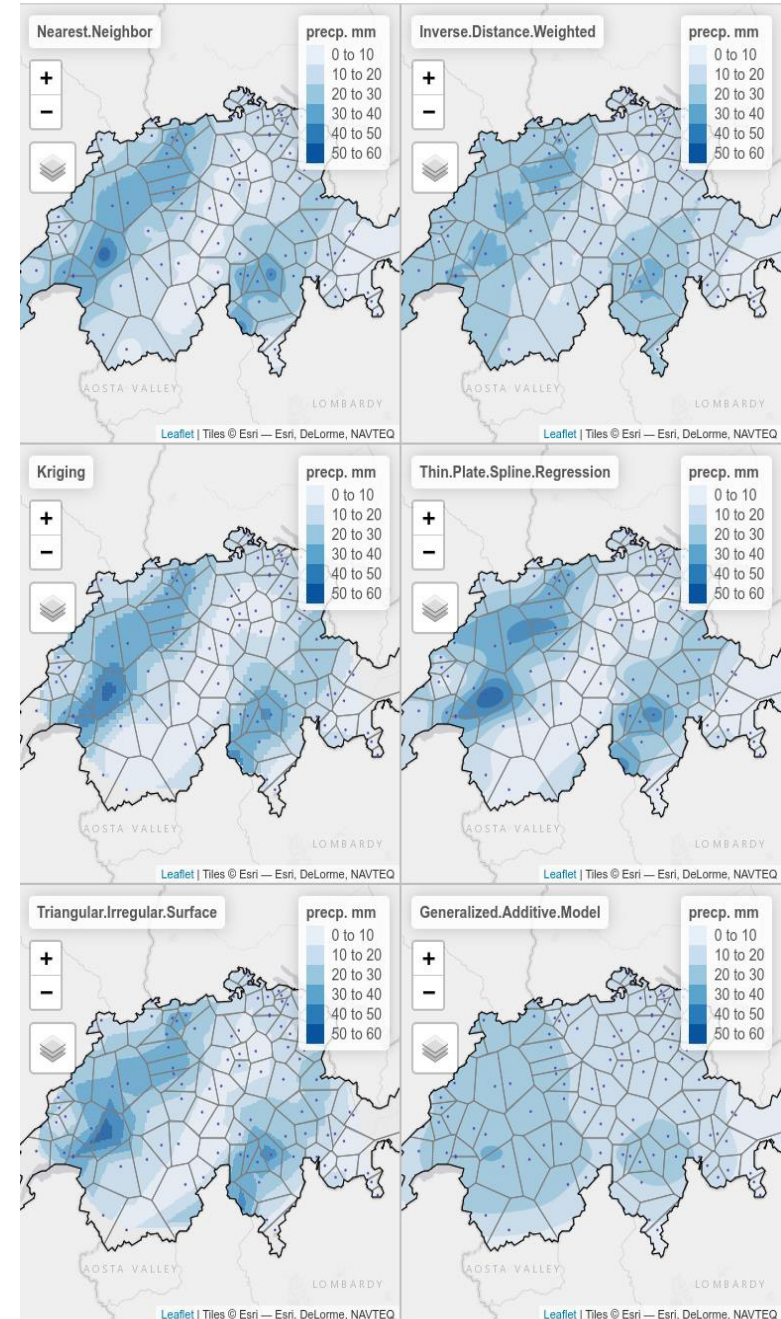 Nearest.Neighbor
precp. mm
0 to 10
10 to 20
20 to 30
30 to 40
40 to 50
50 to 60
+
−
AOSTA VALLEY
LOMBARDY
Leaflet | Tiles © Esri — Esri, DeLorme, NAVTEQ
Inverse.Distance.Weighted
precp. mm
0 to 10
10 to 20
20 to 30
30 to 40
40 to 50
50 to 60
+
−
AOSTA VALLEY
LOMBARDY
Leaflet | Tiles © Esri — Esri, DeLorme, NAVTEQ
Kriging
precp. mm
0 to 10
10 to 20
20 to 30
30 to 40
40 to 50
50 to 60
+
−
AOSTA VALLEY
LOMBARDY
Leaflet | Tiles © Esri — Esri, DeLorme, NAVTEQ
Thin.Plate.Spline.Regression
precp. mm
0 to 10
10 to 20
20 to 30
30 to 40
40 to 50
50 to 60
+
−
AOSTA VALLEY
LOMBARDY
Leaflet | Tiles © Esri — Esri, DeLorme, NAVTEQ
Triangular.Irregular.Surface
precp. mm
0 to 10
10 to 20
20 to 30
30 to 40
40 to 50
50 to 60
+
−
AOSTA VALLEY
LOMBARDY
Leaflet | Tiles © Esri — Esri, DeLorme, NAVTEQ
Generalized.Additive.Model
precp. mm
0 to 10
10 to 20
20 to 30
30 to 40
40 to 50
50 to 60
+
−
AOSTA VALLEY
LOMBARDY
Leaflet | Tiles © Esri — Esri, DeLorme, NAVTEQ